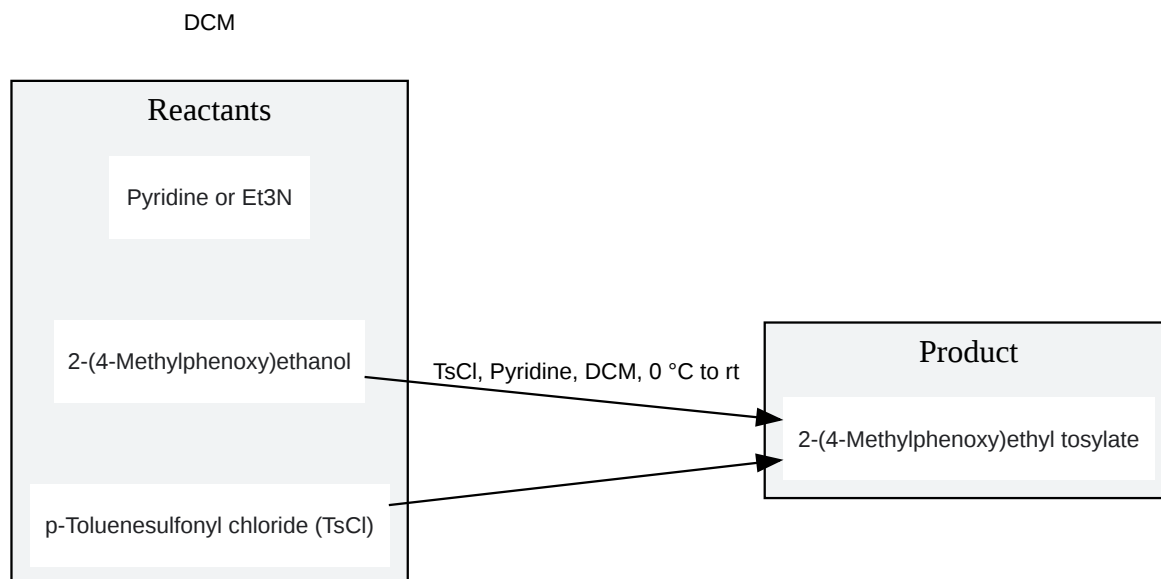 DCM
Reactants
Pyridine or Et3N
2-(4-Methylphenoxy)ethanol
p-Toluenesulfonyl chloride (TsCl)
TsCl, Pyridine, DCM, 0 °C to rt
Product
2-(4-Methylphenoxy)ethyl tosylate